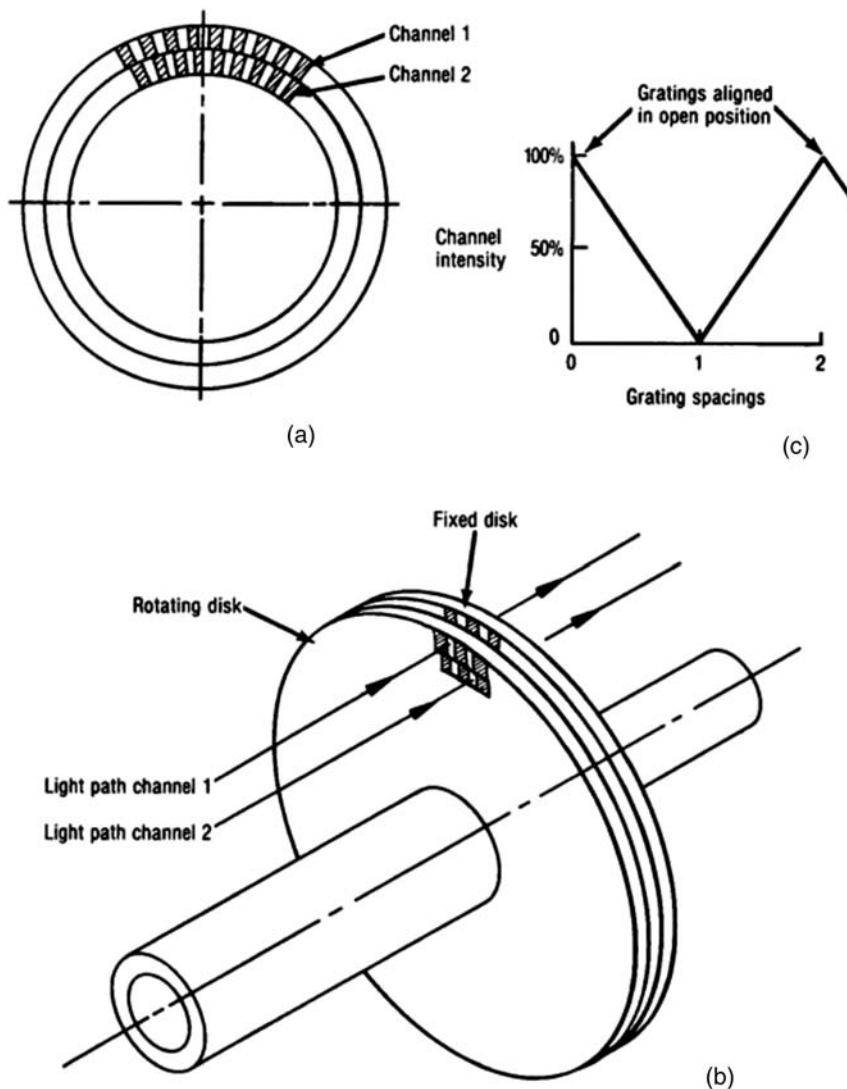 Channel 1
Channel 2
(a)
Gratings aligned
in open position
100%
Channel
intensity
50%
0
0
1
2
Grating spacings
(c)
Fixed disk
Rotating disk
Light path channel 1
Light path channel 2
(b)